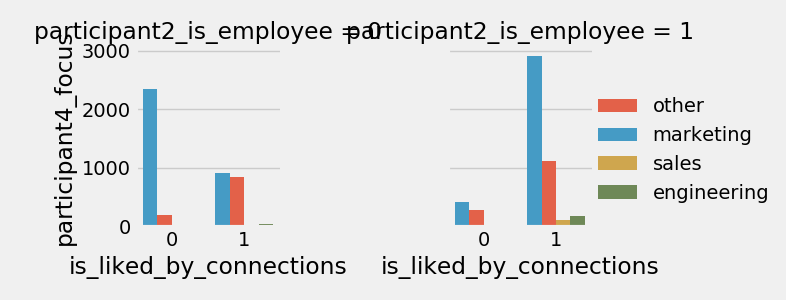 participant2_is_employee = 0
participant2_is_employee = 1
participant4_focus
3000
2000
1000
0
0 1
0 1
is_liked_by_connections
is_liked_by_connections
other
marketing
sales
engineering